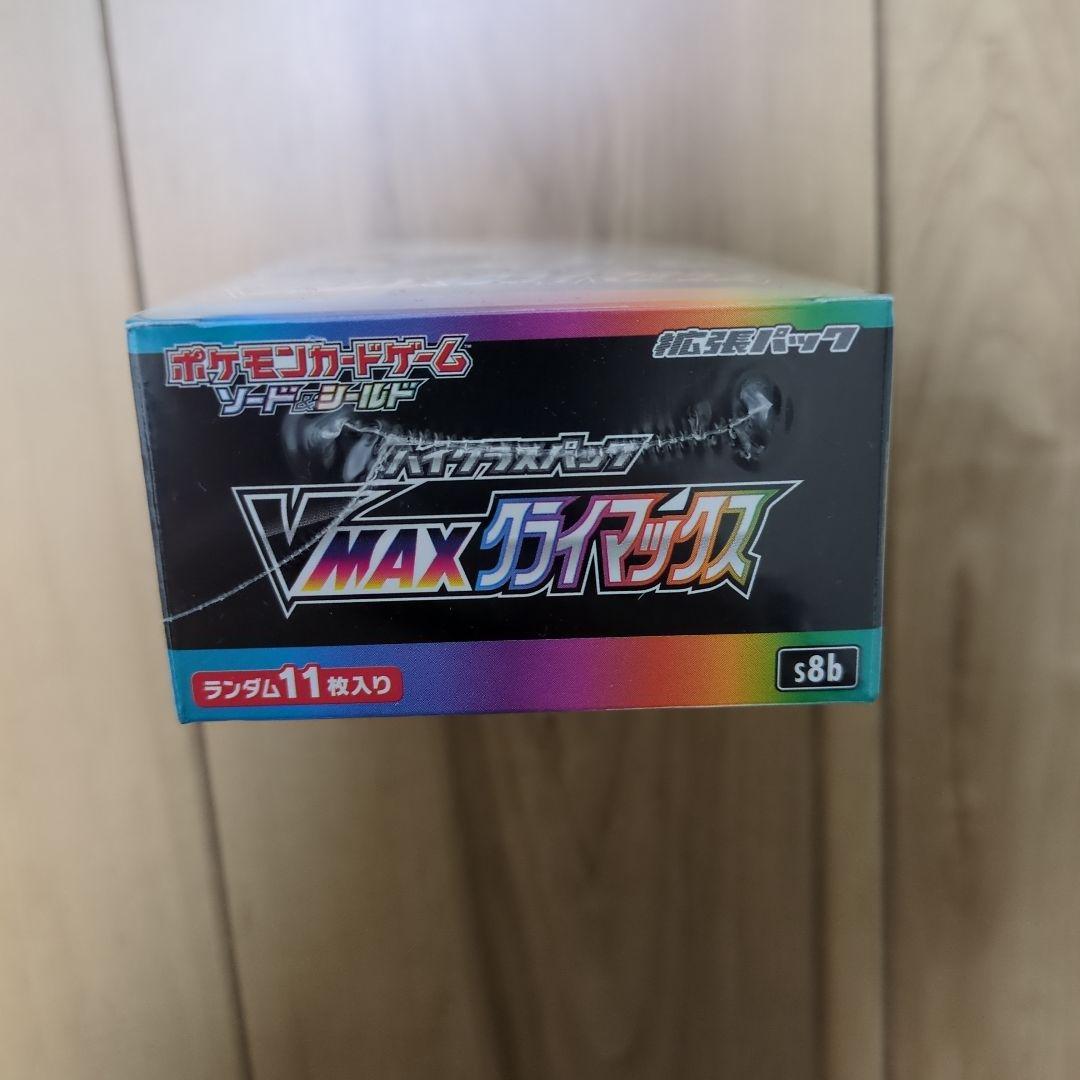 ポケモンカードゲーム
ソード&シールド
拡張パック
ハイクラスパック
VMAXクライマックス
ランダム11枚入り
s8b